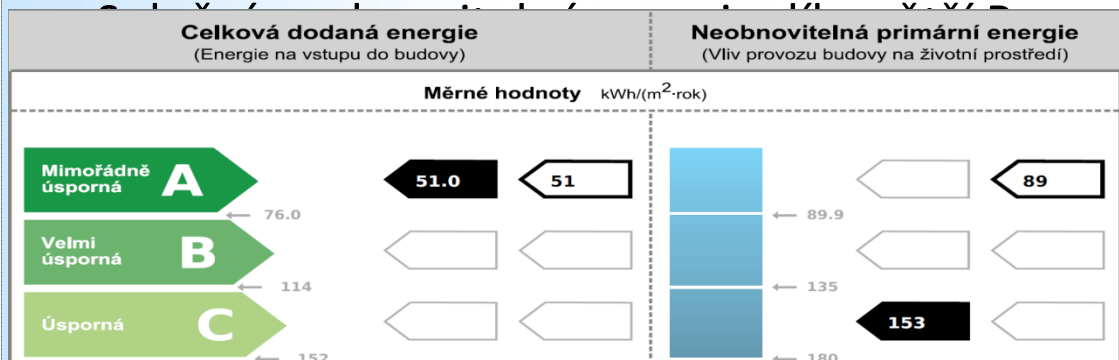 Celková dodaná energie
(Energie na vstupu do budovy)
Neobnovitelná primární energie
(Vliv provozu budovy na životní prostředí)
Měrné hodnoty kWh/(m²·rok)
Mimořádně úsporná A
51.0
51
89
76.0
89.9
Velmi úsporná B
114
135
Úsporná C
153
152
180